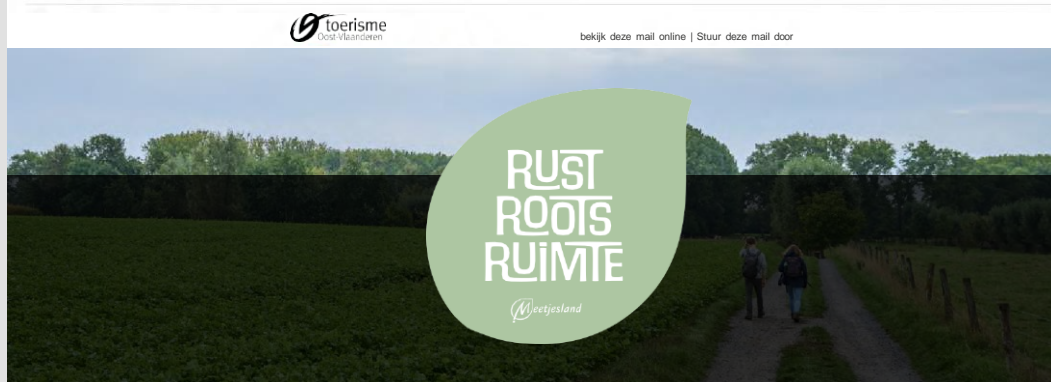 toerisme
Oost-Vlaanderen
bekijk deze mail online | Stuur deze mail door
RUST
ROOTS
RUIMTE
Meetjesland